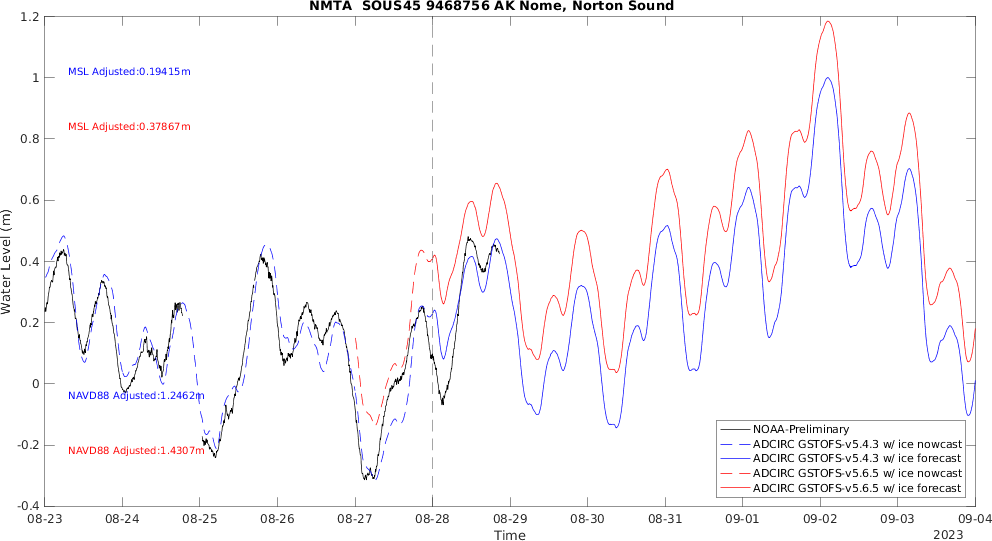 NMTA  SOUS45 9468756 AK Nome, Norton Sound
1.2
1
0.8
0.6
0.4
0.2
0
-0.2
-0.4
Water Level (m)
MSL Adjusted:0.19415m
MSL Adjusted:0.37867m
NAVD88 Adjusted:1.2462m
NAVD88 Adjusted:1.4307m
NOAA-Preliminary
ADCIRC GSTOFS-v5.4.3 w/ ice nowcast
ADCIRC GSTOFS-v5.4.3 w/ ice forecast
ADCIRC GSTOFS-v5.6.5 w/ ice nowcast
ADCIRC GSTOFS-v5.6.5 w/ ice forecast
08-23 08-24 08-25 08-26 08-27 08-28 08-29 08-30 08-31 09-01 09-02 09-03 09-04
Time
2023